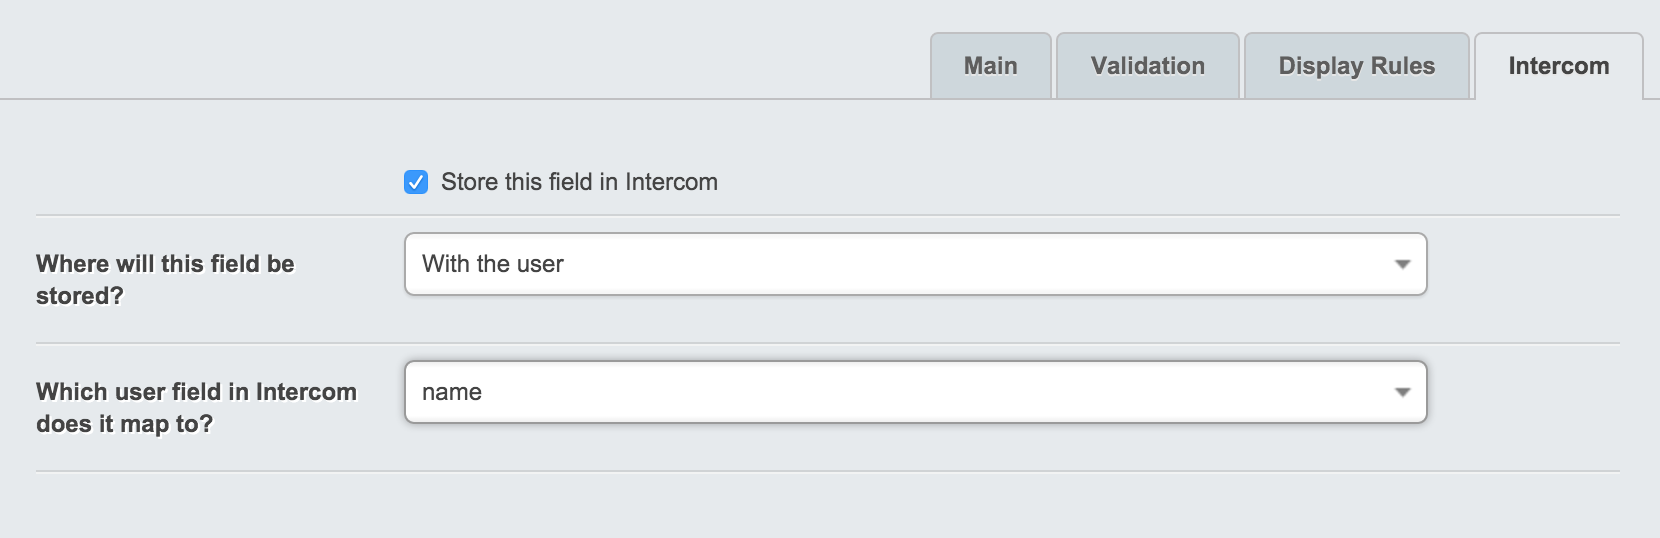 Main Validation Display Rules Intercom
Store this field in Intercom
Where will this field be
stored?
With the user
Which user field in Intercom
does it map to?
name